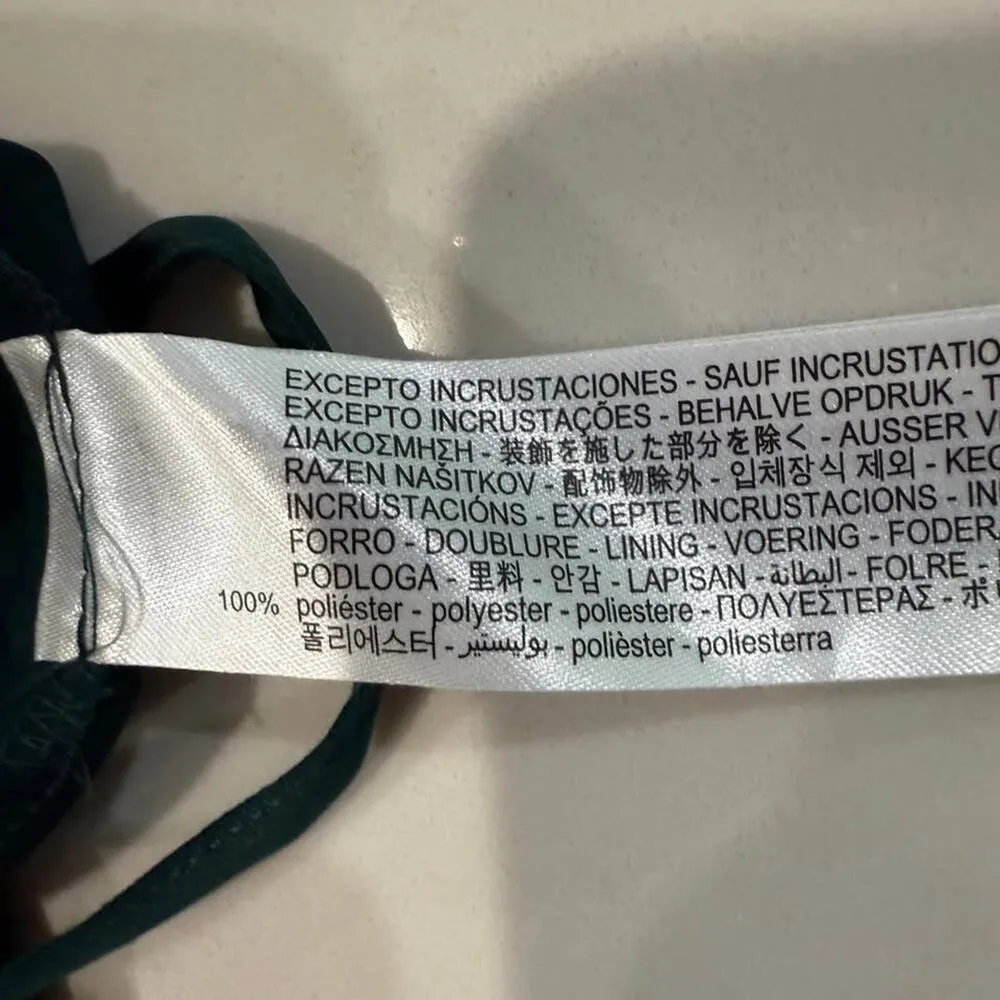 EXCEPTO INCRUSTACIONES - SAUF INCRUSTATIO
EXCEPTO INCRUSTAÇÕES - BEHALVE OPDRUK - T
ΔΙΑΚΟΣΜΗΣΗ - 装飾を施した部分を除く - AUSSER V
RAZEN NAŠITKOV - 配饰物除外 - 입체장식 제외 - KEC
INCRUSTACIÓNS - EXCEPTE INCRUSTACIONS - IN
FORRO - DOUBLURE - LINING - VOERING - FODER
PODLOGA - 里料 - 안감 - LAPISAN - البطانة - FOLRE -
100% poliéster - polyester - poliestere - ΠΟΛΥΕΣΤΕΡΑΣ - ポ
폴리에스터 - بوليستير - polièster - poliesterra